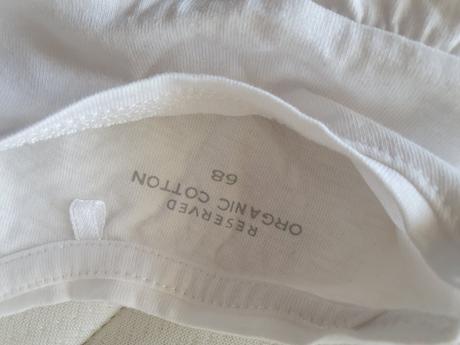 RESERVED
ORGANIC COTTON
68